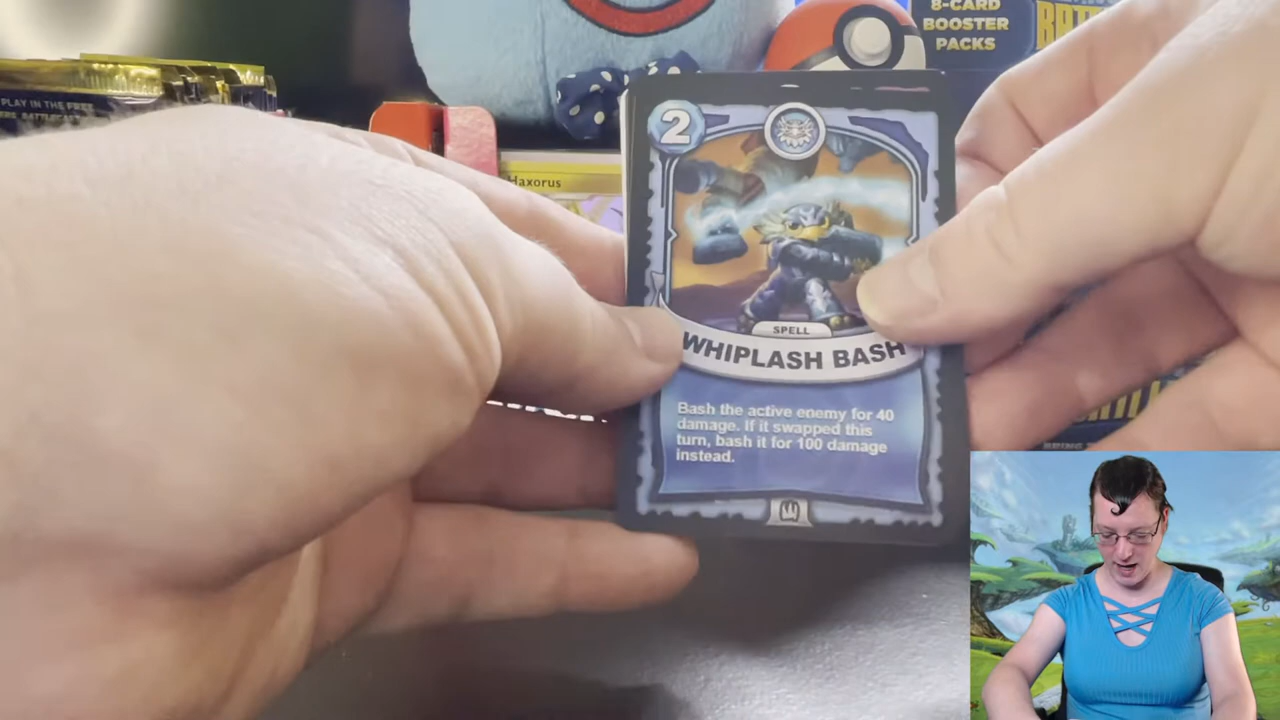 8-CARD
BOOSTER
PACKS
PLAY IN THE FREE
Haxorus
2
SPELL
WHIPLASH BASH
Bash the active enemy for 40
damage. If it swapped this
turn, bash it for 100 damage
instead.